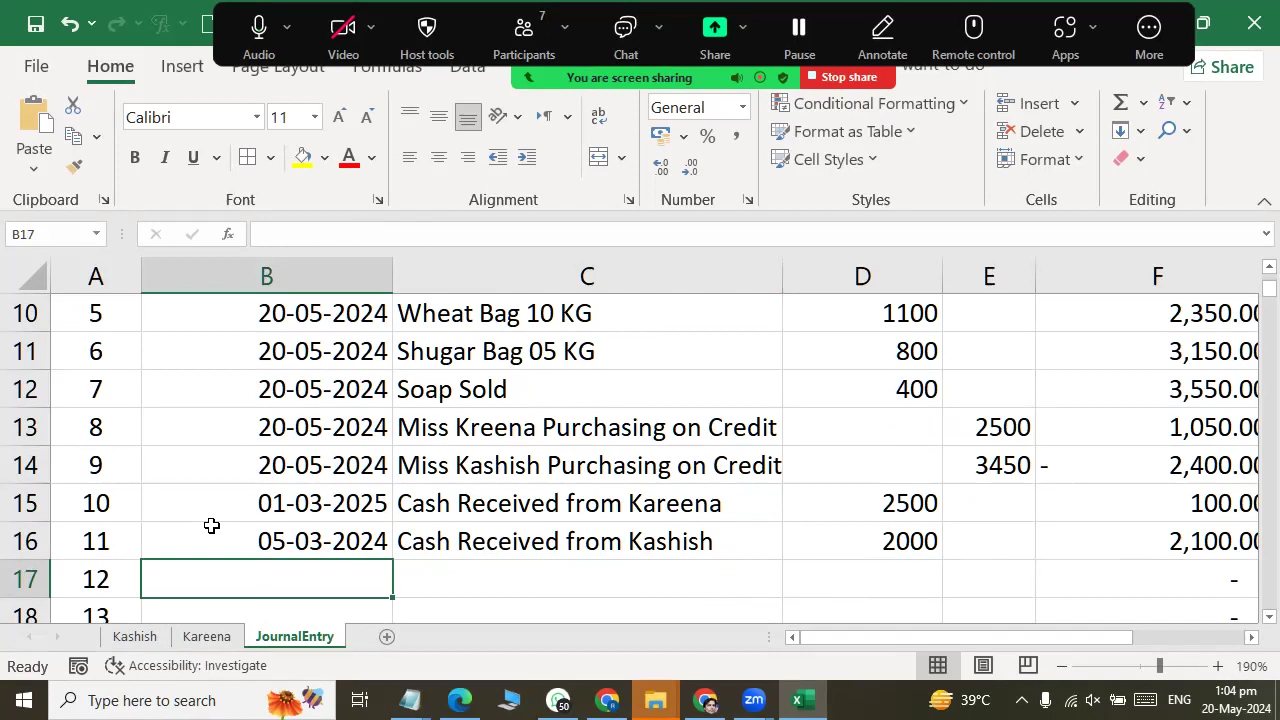 Audio Video Host tools Participants 7 Chat Share Pause Annotate Remote control Apps More
You are screen sharing Stop share
File Home Insert Page Layout Formulas Data want to do Share
Paste Calibri 11 General Conditional Formatting Format as Table Cell Styles Insert Delete Format
Clipboard Font Alignment Number Styles Cells Editing
B17 fx
A B C D E F
10 5 20-05-2024 Wheat Bag 10 KG 1100 2,350.00
11 6 20-05-2024 Shugar Bag 05 KG 800 3,150.00
12 7 20-05-2024 Soap Sold 400 3,550.00
13 8 20-05-2024 Miss Kreena Purchasing on Credit 2500 1,050.00
14 9 20-05-2024 Miss Kashish Purchasing on Credit 3450 - 2,400.00
15 10 01-03-2025 Cash Received from Kareena 2500 100.00
16 11 05-03-2024 Cash Received from Kashish 2000 2,100.00
17 12 -
18 13 -
Kashish Kareena JournalEntry
Ready Accessibility: Investigate 190%
Type here to search 50 zm 39°C ENG 1:04 pm
20-May-2024